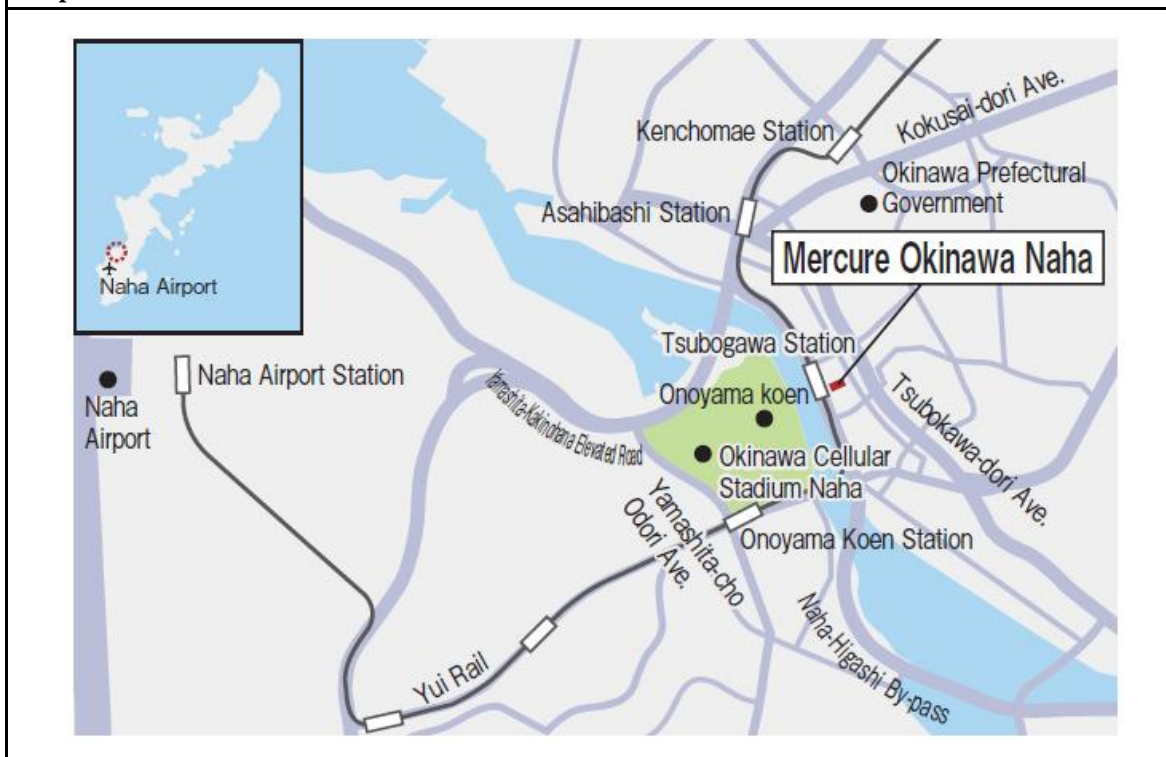 Kokusai-dori Ave.
Kenchomae Station
Okinawa Prefectural
Government
Asahibashi Station
Mercure Okinawa Naha
Naha Airport
Tsubogawa Station
Naha Airport Station
Onoyama koen
Naha
Airport
Yamashita-Kakinohana Elevated Road
Tsubokawa-dori Ave.
Okinawa Cellular
Stadium Naha
Yamashita-cho
Odori Ave.
Onoyama Koen Station
Naha-Higashi By-pass
Yui Rail